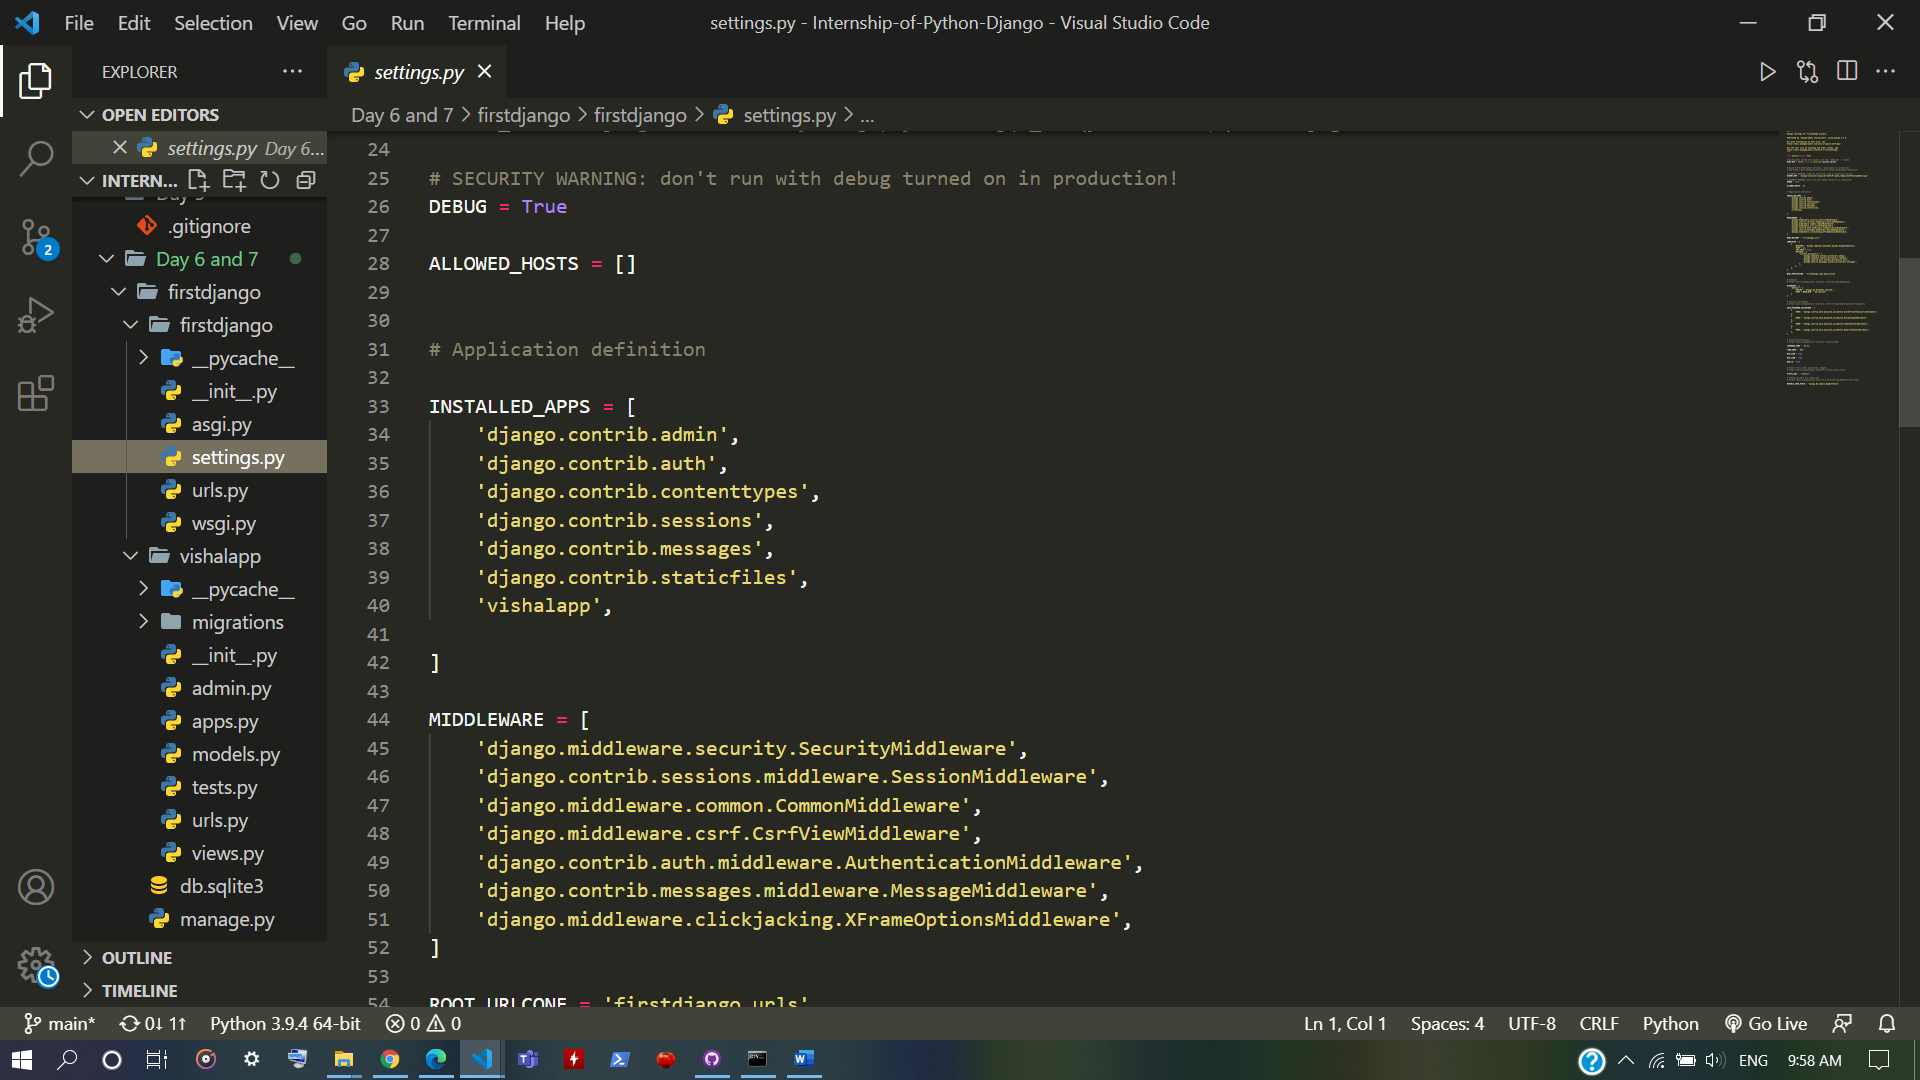 File Edit Selection View Go Run Terminal Help
settings.py - Internship-of-Python-Django - Visual Studio Code
EXPLORER
settings.py
OPEN EDITORS
Day 6 and 7 > firstdjango > firstdjango > settings.py > ...
settings.py Day 6...
INTERN...
.gitignore
Day 6 and 7
firstdjango
firstdjango
__pycache__
__init__.py
asgi.py
settings.py
urls.py
wsgi.py
vishalapp
__pycache__
migrations
__init__.py
admin.py
apps.py
models.py
tests.py
urls.py
views.py
db.sqlite3
manage.py
OUTLINE
TIMELINE
2
24
25 # SECURITY WARNING: don't run with debug turned on in production!
26 DEBUG = True
27
28 ALLOWED_HOSTS = []
29
30
31 # Application definition
32
33 INSTALLED_APPS = [
34 'django.contrib.admin',
35 'django.contrib.auth',
36 'django.contrib.contenttypes',
37 'django.contrib.sessions',
38 'django.contrib.messages',
39 'django.contrib.staticfiles',
40 'vishalapp',
41
42 ]
43
44 MIDDLEWARE = [
45 'django.middleware.security.SecurityMiddleware',
46 'django.contrib.sessions.middleware.SessionMiddleware',
47 'django.middleware.common.CommonMiddleware',
48 'django.middleware.csrf.CsrfViewMiddleware',
49 'django.contrib.auth.middleware.AuthenticationMiddleware',
50 'django.contrib.messages.middleware.MessageMiddleware',
51 'django.middleware.clickjacking.XFrameOptionsMiddleware',
52 ]
53
54 ROOT_URLCONF = 'firstdjango.urls'
main* 0↓ 1↑ Python 3.9.4 64-bit 0 0
Ln 1, Col 1 Spaces: 4 UTF-8 CRLF Python Go Live
ENG 9:58 AM